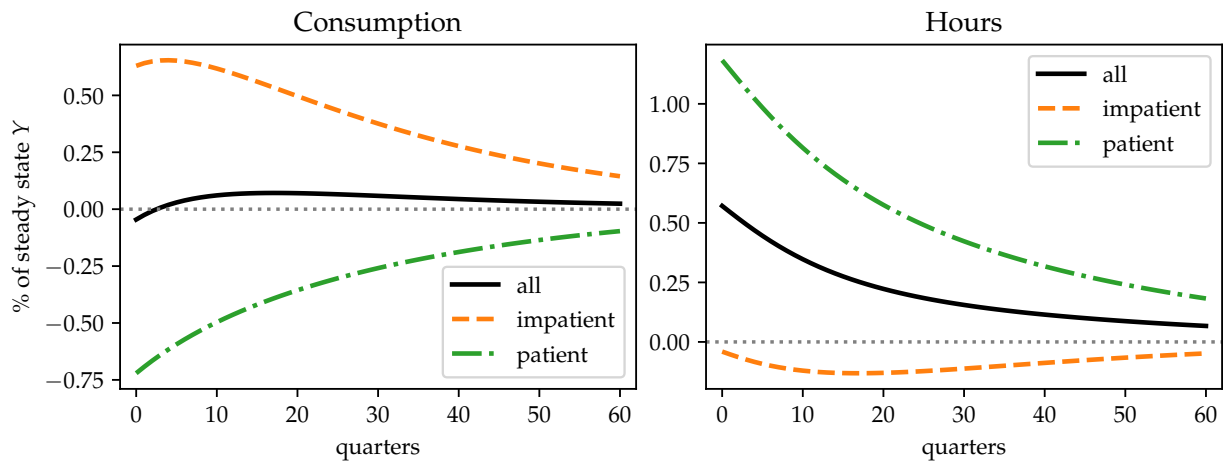 Consumption
% of steady state Y
0.50
0.25
0.00
−0.25
−0.50
−0.75
all
impatient
patient
0 10 20 30 40 50 60
quarters
Hours
1.00
0.75
0.50
0.25
0.00
all
impatient
patient
0 10 20 30 40 50 60
quarters